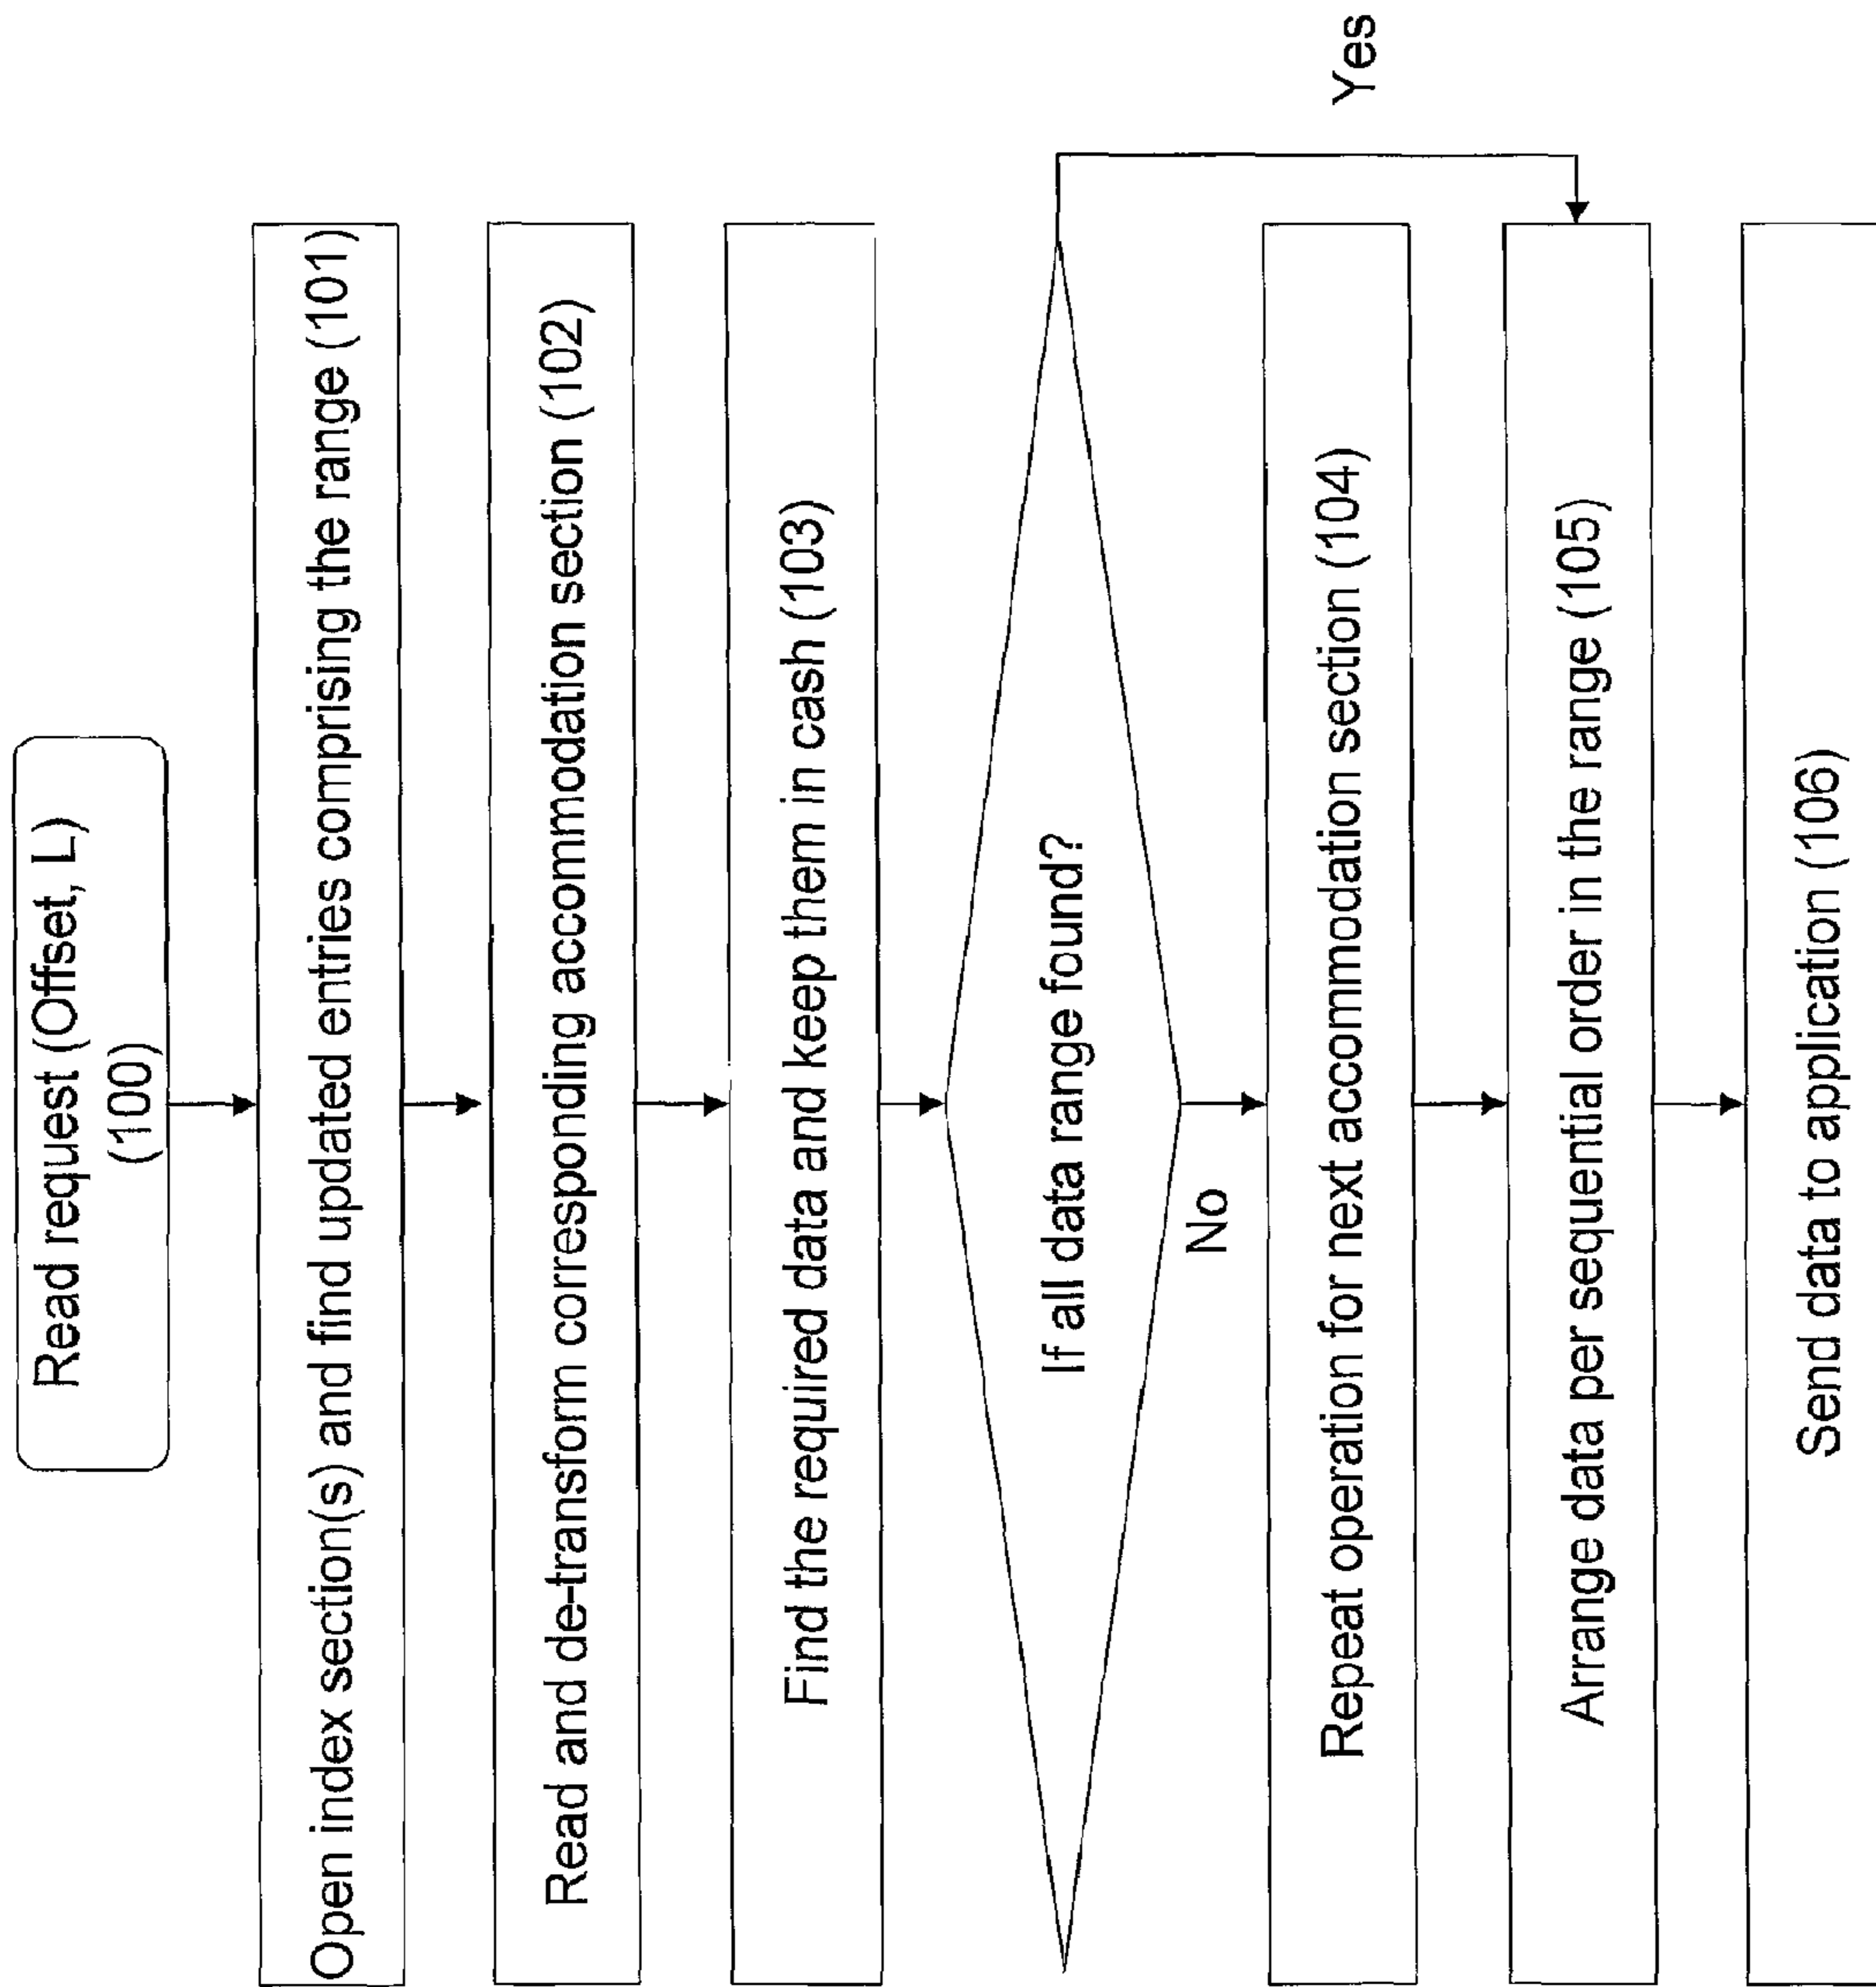 Read request (Offset, L)
(100)
Open index section(s) and find updated entries comprising the range (101)
Read and de-transform corresponding accommodation section (102)
Find the required data and keep them in cash (103)
If all data range found?
No
Yes
Repeat operation for next accommodation section (104)
Arrange data per sequential order in the range (105)
Send data to application (106)